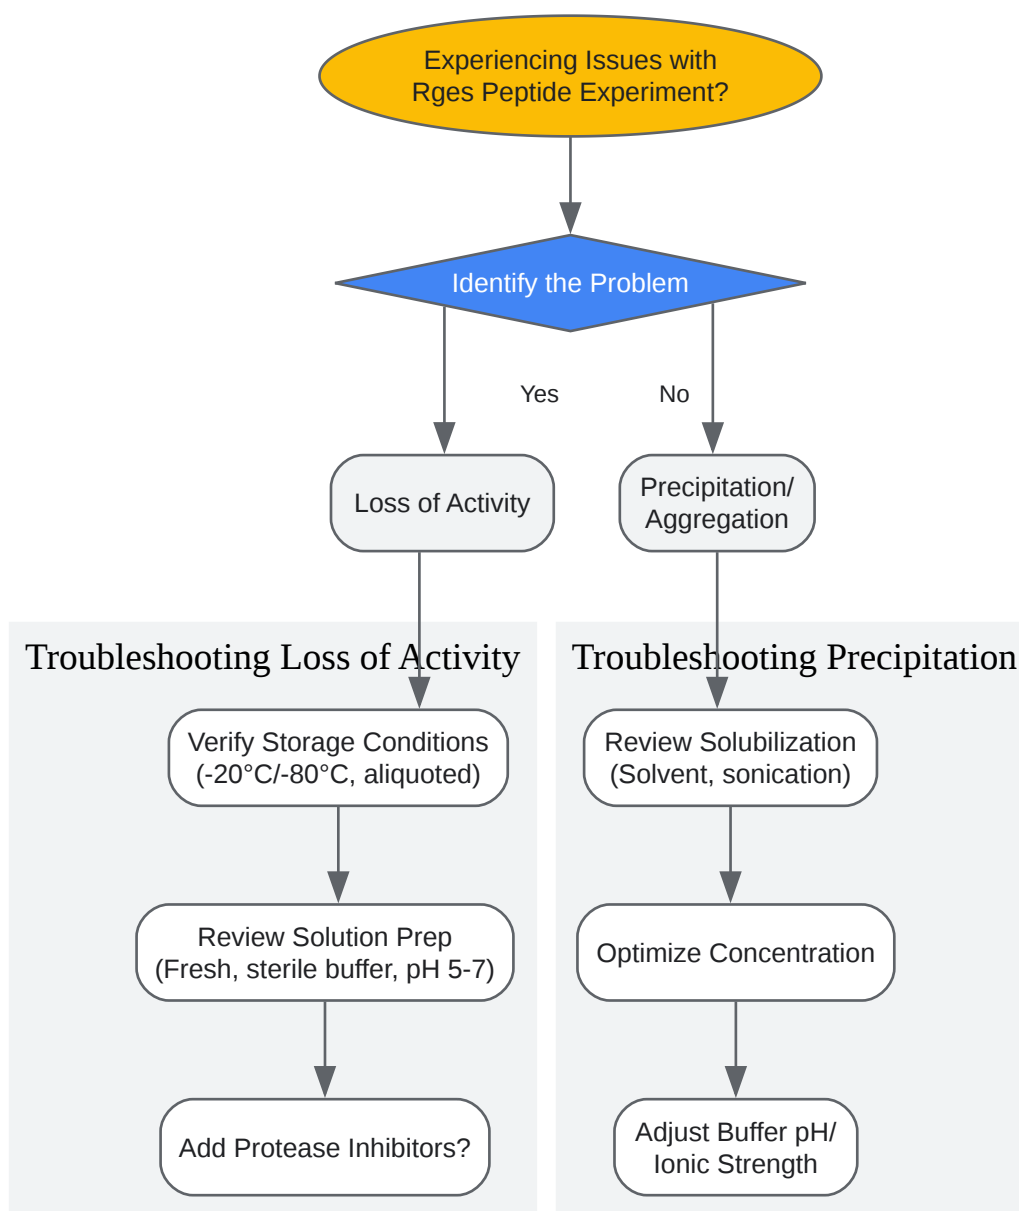 Experiencing Issues with
Rges Peptide Experiment?
Identify the Problem
Yes
No
Loss of Activity
Precipitation/
Aggregation
Troubleshooting Loss of Activity
Troubleshooting Precipitation
Verify Storage Conditions
(-20°C/-80°C, aliquoted)
Review Solubilization
(Solvent, sonication)
Review Solution Prep
(Fresh, sterile buffer, pH 5-7)
Optimize Concentration
Add Protease Inhibitors?
Adjust Buffer pH/
Ionic Strength